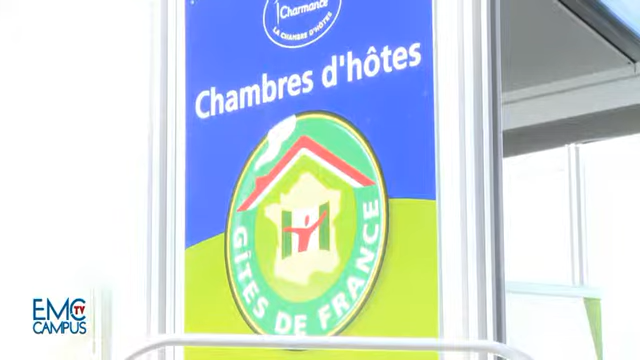 Charmance
LA CHAMBRE D'HÔTES
Chambres d'hôtes
GÎTES DE FRANCE
EMC TV
CAMPUS